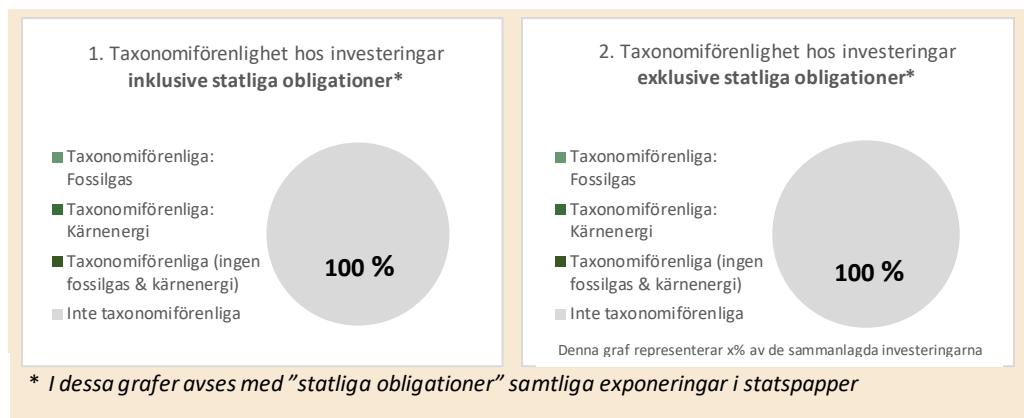 1. Taxonomiförenlighet hos investeringar
inklusive statliga obligationer*
Taxonomiförenliga:
Fossilgas
Taxonomiförenliga:
Kärnenergi
Taxonomiförenliga (ingen
fossilgas & kärnenergi)
Inte taxonomiförenliga
100 %
2. Taxonomiförenlighet hos investeringar
exklusive statliga obligationer*
Taxonomiförenliga:
Fossilgas
Taxonomiförenliga:
Kärnenergi
Taxonomiförenliga (ingen
fossilgas & kärnenergi)
Inte taxonomiförenliga
100 %
Denna graf representerar x% av de sammanlagda investeringarna
* I dessa grafer avses med ”statliga obligationer” samtliga exponeringar i statspapper